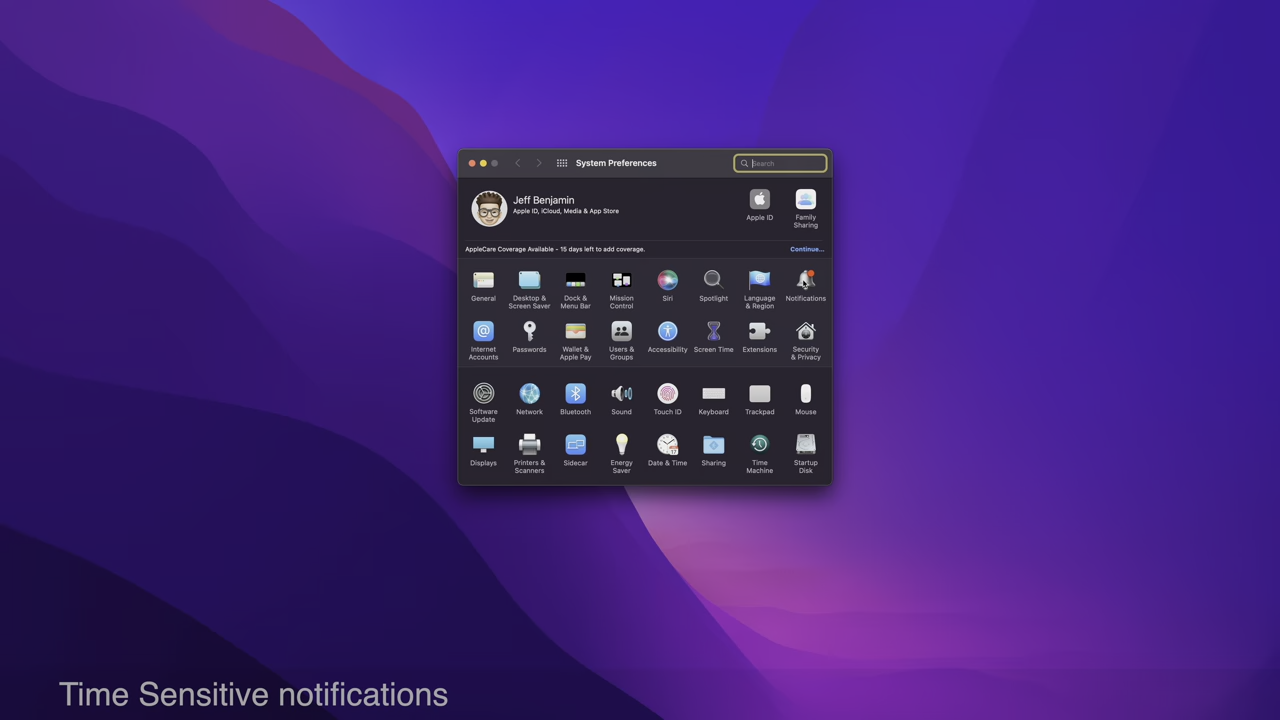 System Preferences
Search
Jeff Benjamin
Apple ID, iCloud, Media & App Store
Apple ID
Family
Sharing
AppleCare Coverage Available - 15 days left to add coverage.
Continue...
General
Desktop &
Screen Saver
Dock &
Menu Bar
Mission
Control
Siri
Spotlight
Language
& Region
Notifications
Internet
Accounts
Passwords
Wallet &
Apple Pay
Users &
Groups
Accessibility
Screen Time
Extensions
Security
& Privacy
Software
Update
Network
Bluetooth
Sound
Touch ID
Keyboard
Trackpad
Mouse
Displays
Printers &
Scanners
Sidecar
Energy
Saver
Date & Time
Sharing
Time
Machine
Startup
Disk
Time Sensitive notifications